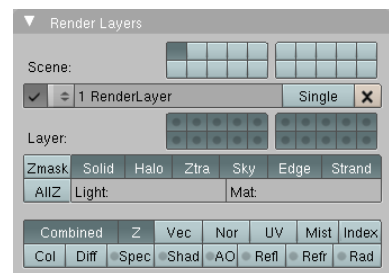 Render Layers
Scene:
1 RenderLayer Single X
Layer:
Zmask Solid Halo Ztra Sky Edge Strand
AllZ Light: Mat:
Combined Z Vec Nor UV Mist Index
Col Diff Spec Shad AO Refl Refr Rad